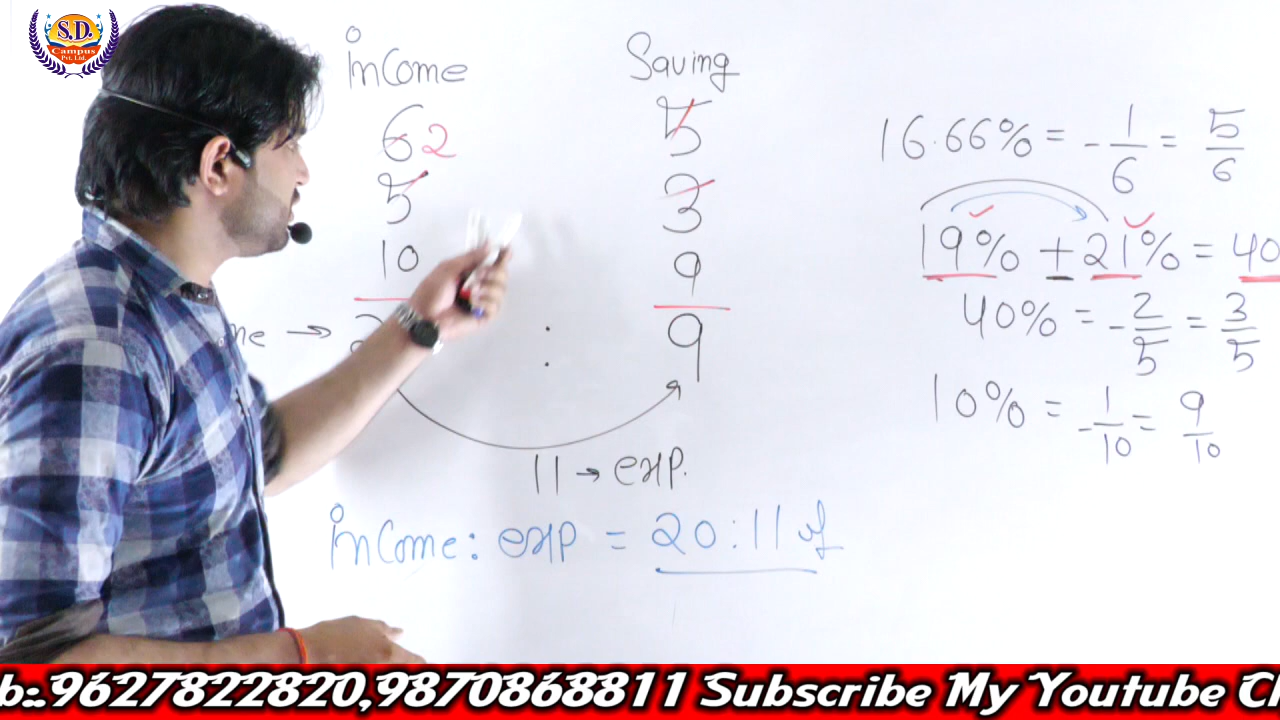 S.D.
Campus
Pvt. Ltd.
InCome Saving
6 2 5
5 3
10 9
→ : 9
11 → exp.
InCome : exp = 20:11
16.66% = -1/6 = 5/6
19% + 21% = 40
40% = -2/5 = 3/5
10% = -1/10 = 9/10
b:.9627822820,9870868811 Subscribe My Youtube Ch